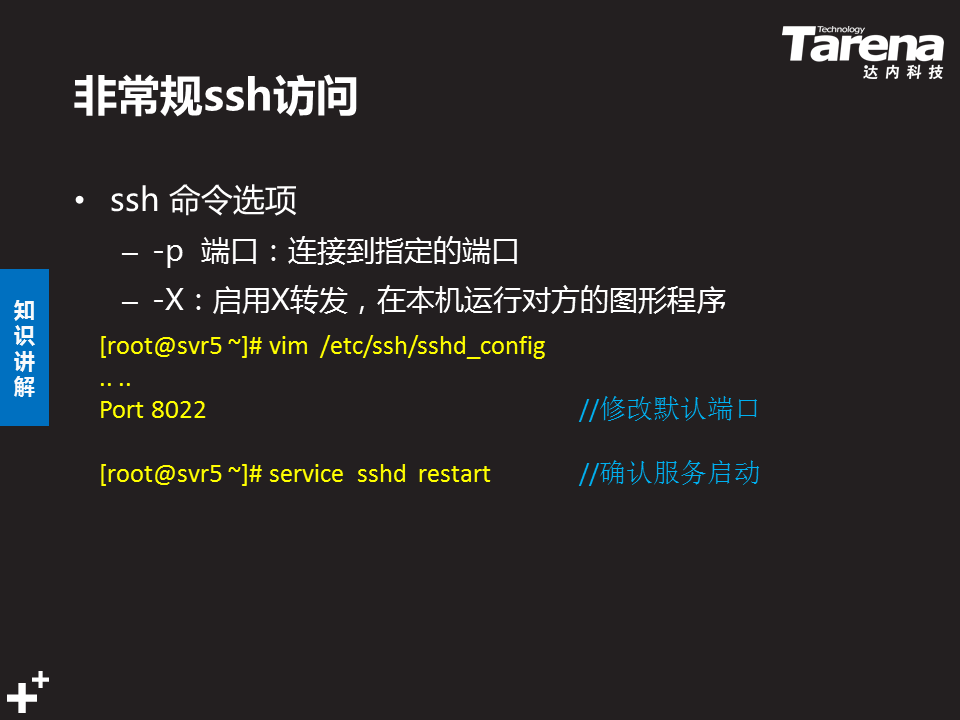 Technology
Tarena
达内科技
非常规ssh访问
• ssh 命令选项
– -p 端口：连接到指定的端口
– -X：启用X转发，在本机运行对方的图形程序
知识讲解
[root@svr5 ~]# vim /etc/ssh/sshd_config
.. ..
Port 8022 //修改默认端口
[root@svr5 ~]# service sshd restart //确认服务启动